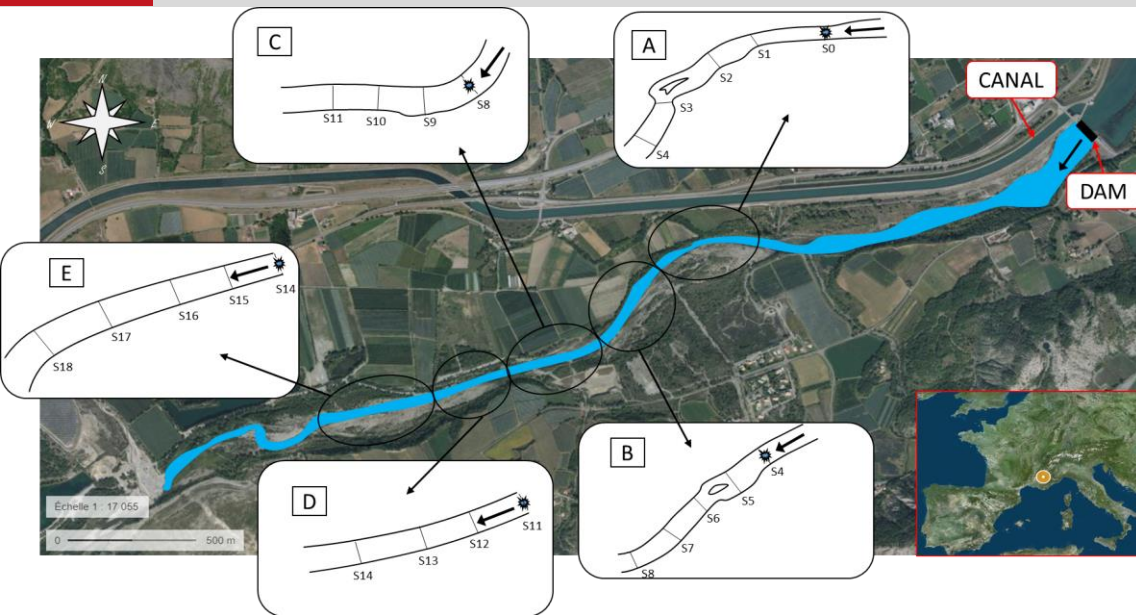 C
S8
S11
S10
S9
A
S0
S1
S2
S3
S4
CANAL
DAM
N
E
S
E
S14
S15
S16
S17
S18
B
S4
S5
S6
S7
S8
D
S11
S12
S13
S14
Échelle 1 : 17 055
0
500 m